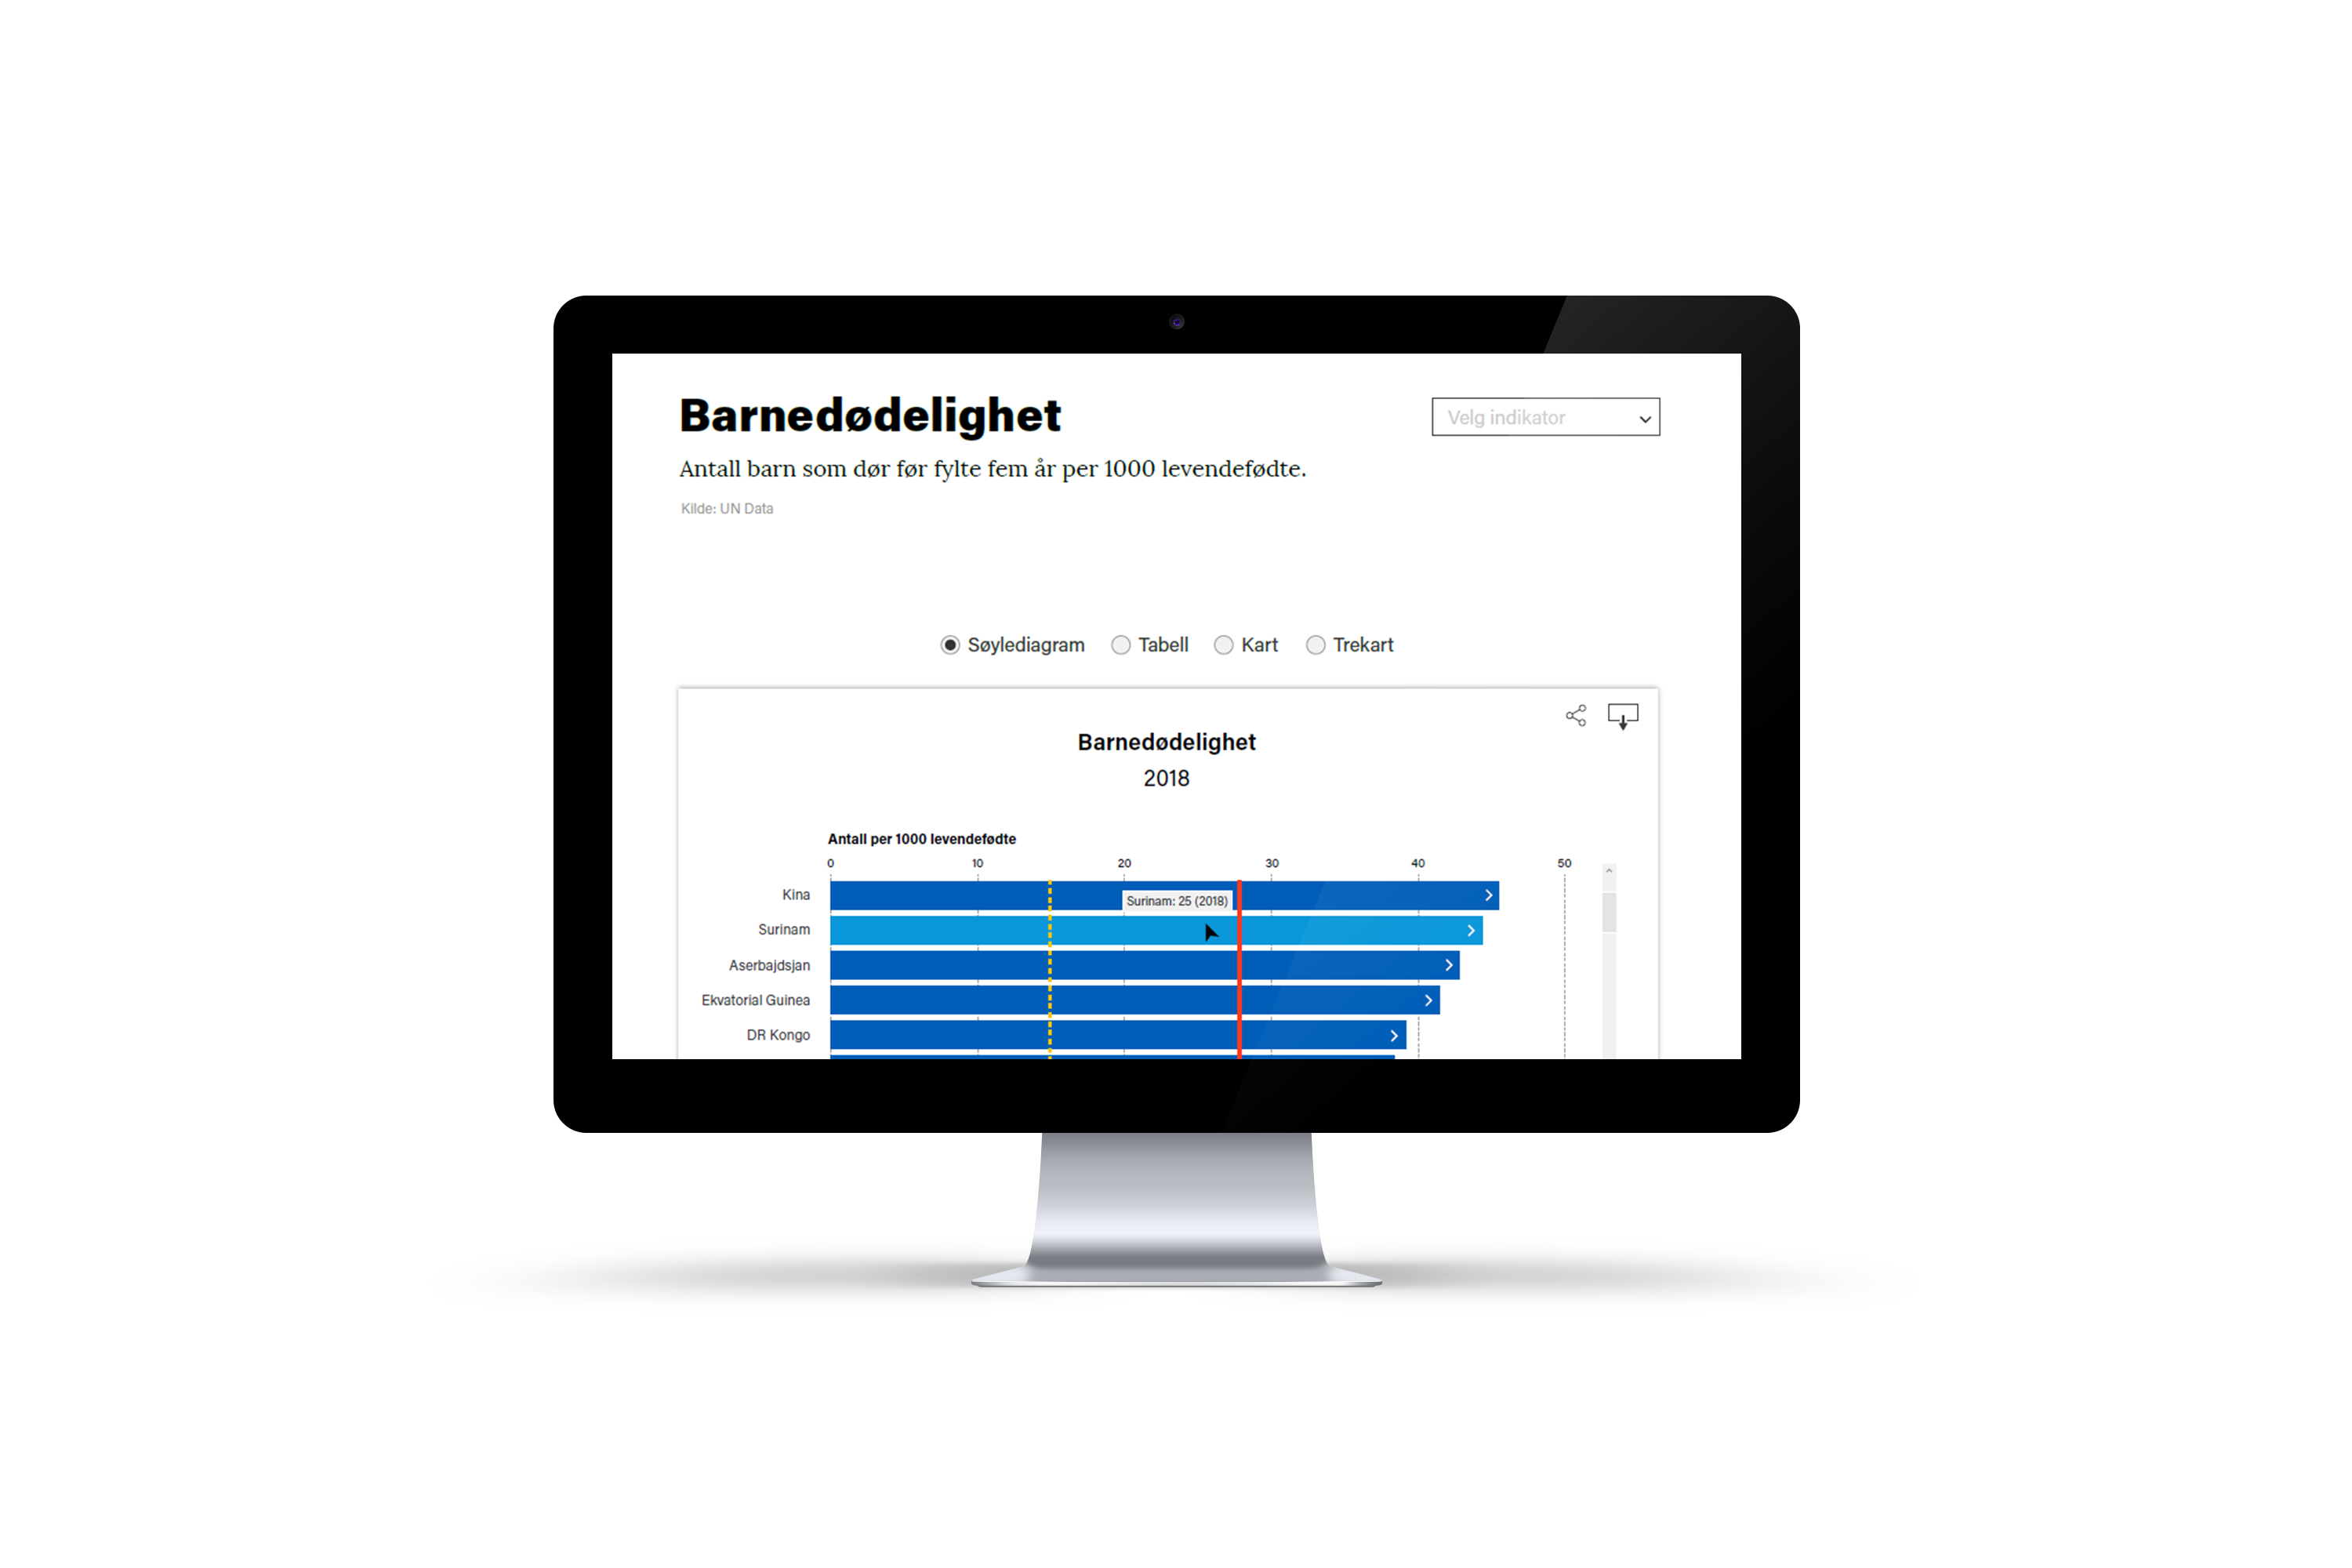 Barnedødelighet
Velg indikator
Antall barn som dør før fylte fem år per 1000 levendefødte.
Kilde: UN Data
Søylediagram Tabell Kart Trekart
Barnedødelighet
2018
Antall per 1000 levendefødte
0 10 20 30 40 50
Kina
Surinam: 25 (2018)
Surinam
Aserbajdsjan
Ekvatorial Guinea
DR Kongo